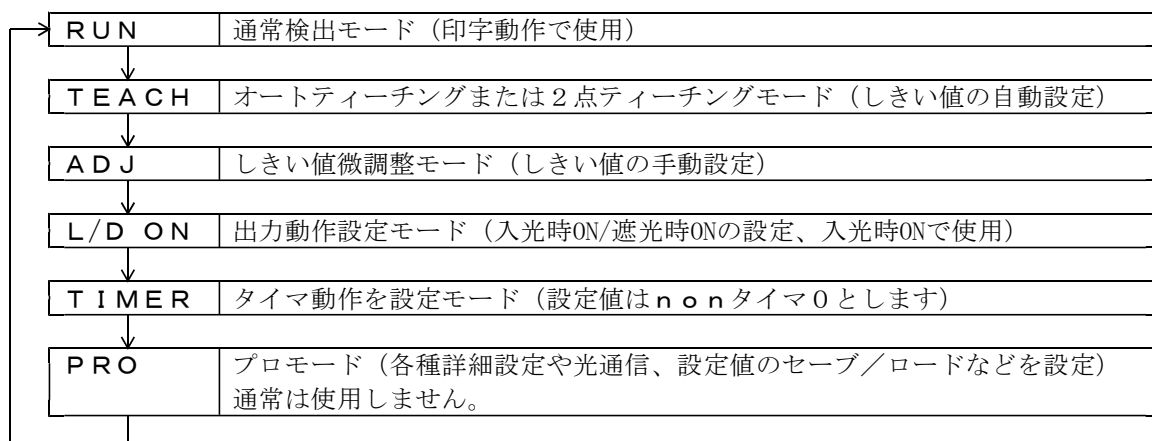 ＲＵＮ 通常検出モード（印字動作で使用）
ＴＥＡＣＨ オートティーチングまたは２点ティーチングモード（しきい値の自動設定）
ＡＤＪ しきい値微調整モード（しきい値の手動設定）
Ｌ/Ｄ ＯＮ 出力動作設定モード（入光時ON/遮光時ONの設定、入光時ONで使用）
ＴＩＭＥＲ タイマ動作を設定モード（設定値はｎｏｎタイマ０とします）
ＰＲＯ プロモード（各種詳細設定や光通信、設定値のセーブ／ロードなどを設定）
通常は使用しません。